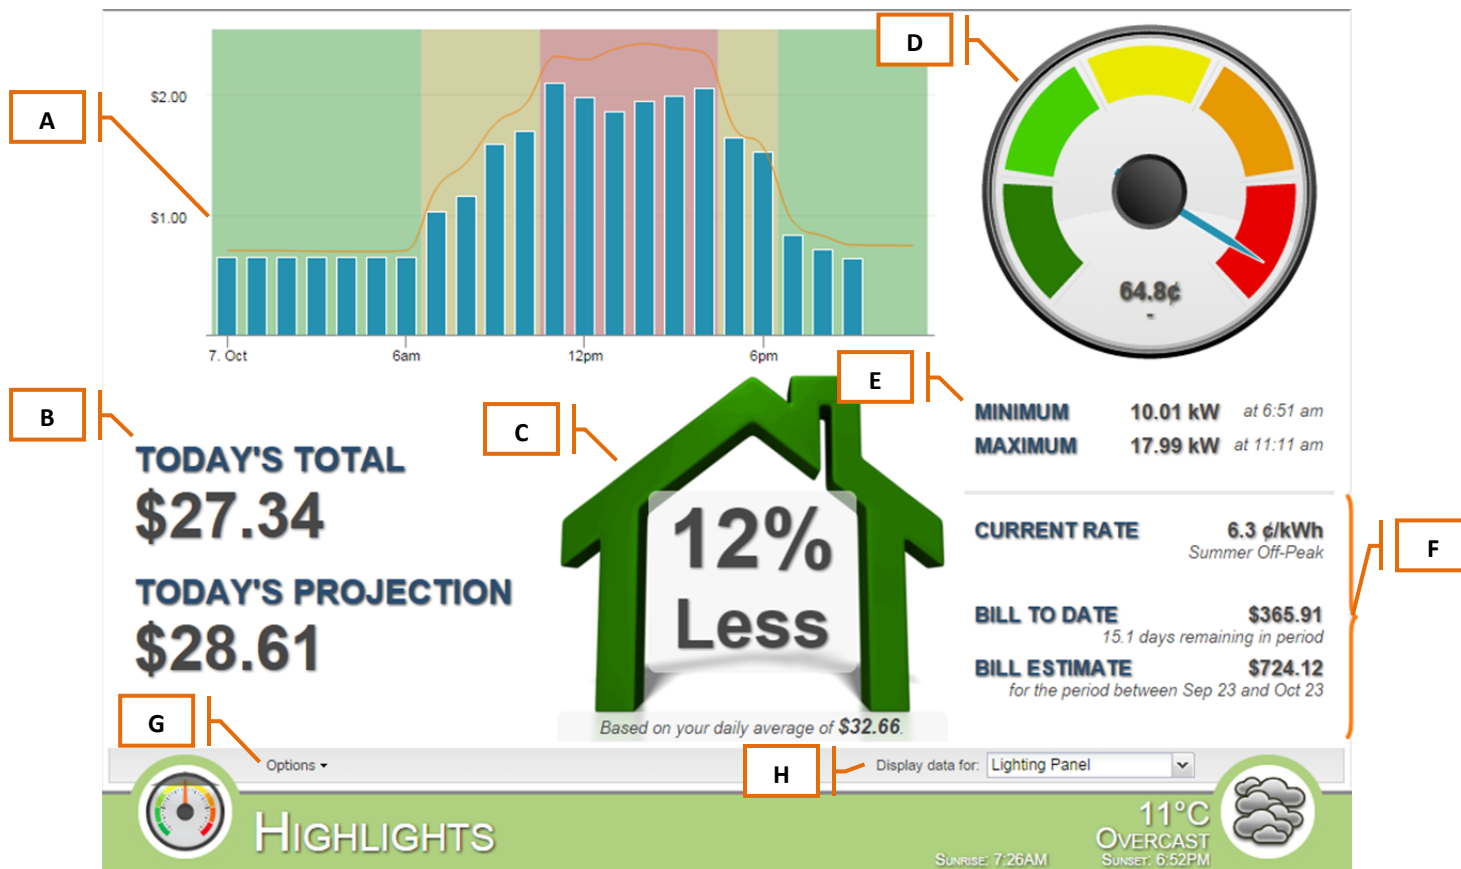 A
$2.00
$1.00
7. Oct
6am
12pm
6pm
D
64.8¢
-
B
TODAY'S TOTAL
$27.34
TODAY'S PROJECTION
$28.61
C
12%
Less
Based on your daily average of $32.66.
E
MINIMUM 10.01 kW at 6:51 am
MAXIMUM 17.99 kW at 11:11 am
F
CURRENT RATE 6.3 ¢/kWh
Summer Off-Peak
BILL TO DATE $365.91
15.1 days remaining in period
BILL ESTIMATE $724.12
for the period between Sep 23 and Oct 23
G
Options
H
Display data for: Lighting Panel
HIGHLIGHTS
11°C
OVERCAST
SUNRISE: 7:26AM SUNSET: 6:52PM